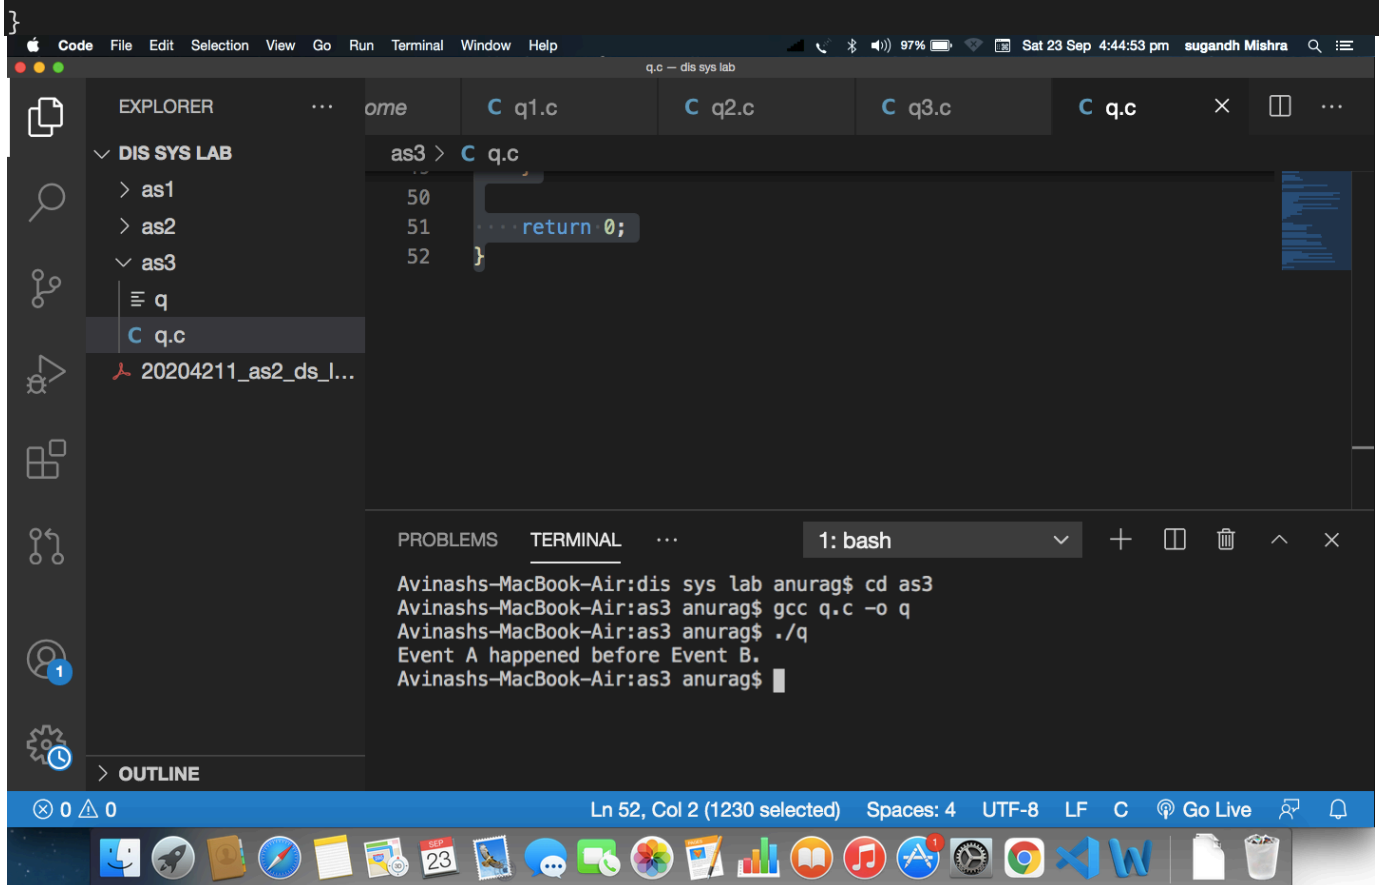 }
Code File Edit Selection View Go Run Terminal Window Help 97% Sat 23 Sep 4:44:53 pm sugandh Mishra
q.c — dis sys lab
EXPLORER ··· ome C q1.c C q2.c C q3.c C q.c ···
DIS SYS LAB
as3 > C q.c
as1
50
as2
51 return 0;
as3
52 }
q
C q.c
20204211_as2_ds_l...
PROBLEMS TERMINAL ··· 1: bash
Avinashs-MacBook-Air:dis sys lab anurag$ cd as3
Avinashs-MacBook-Air:as3 anurag$ gcc q.c -o q
Avinashs-MacBook-Air:as3 anurag$ ./q
Event A happened before Event B.
Avinashs-MacBook-Air:as3 anurag$
1
OUTLINE
0 0 Ln 52, Col 2 (1230 selected) Spaces: 4 UTF-8 LF C Go Live
SEP
23
1